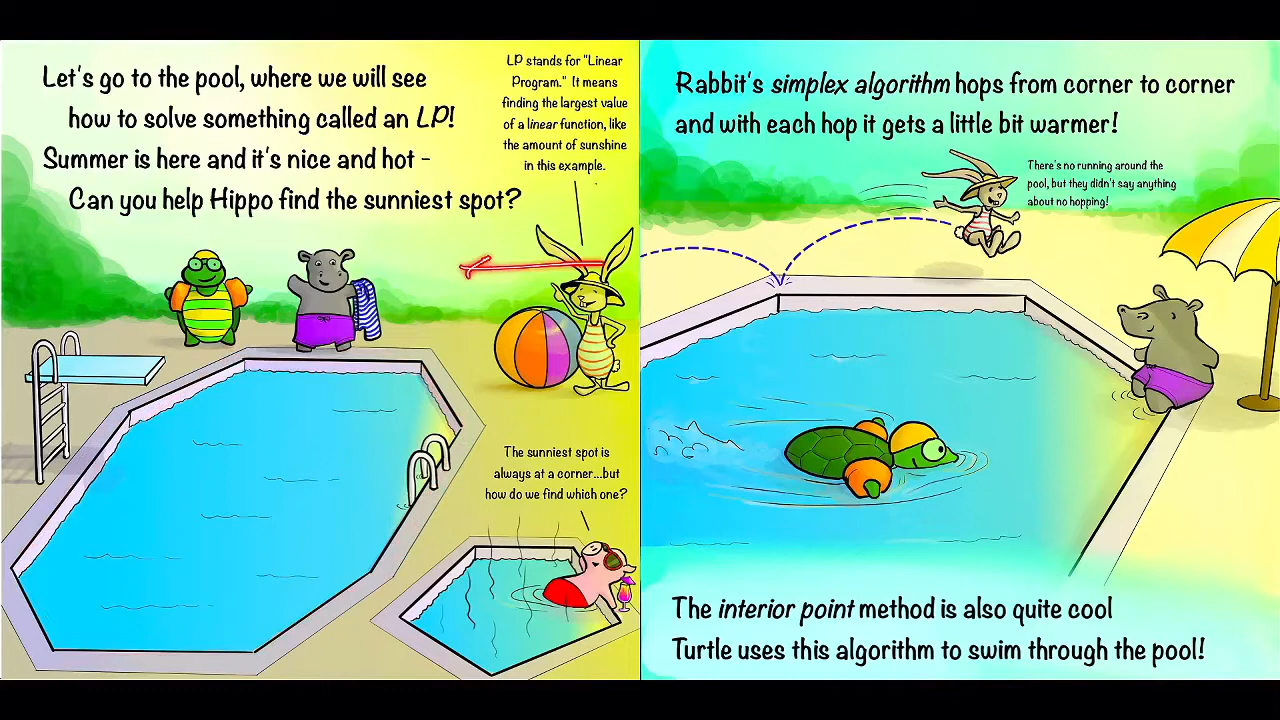 Let's go to the pool, where we will see
how to solve something called an LP!
Summer is here and it's nice and hot -
Can you help Hippo find the sunniest spot?
LP stands for "Linear
Program." It means
finding the largest value
of a linear function, like
the amount of sunshine
in this example.
The sunniest spot is
always at a corner...but
how do we find which one?
Rabbit's simplex algorithm hops from corner to corner
and with each hop it gets a little bit warmer!
There's no running around the
pool, but they didn't say anything
about no hopping!
The interior point method is also quite cool
Turtle uses this algorithm to swim through the pool!